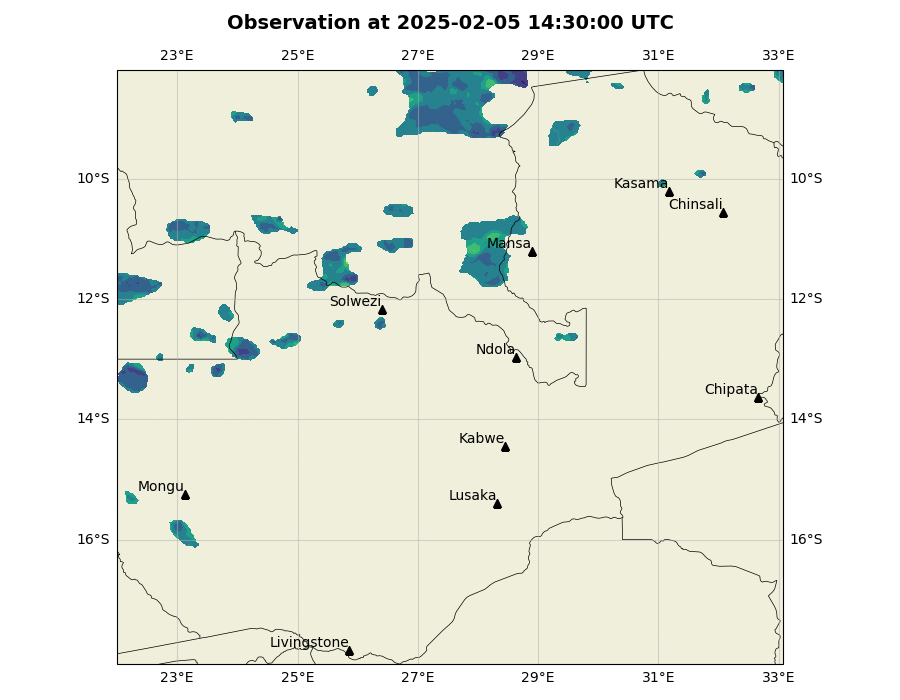 Observation at 2025-02-05 14:30:00 UTC
23°E 25°E 27°E 29°E 31°E 33°E
10°S 10°S
Kasama
Chinsali
Mansa
12°S 12°S
Solwezi
Ndola
Chipata
14°S 14°S
Kabwe
Mongu
Lusaka
16°S 16°S
Livingstone
23°E 25°E 27°E 29°E 31°E 33°E